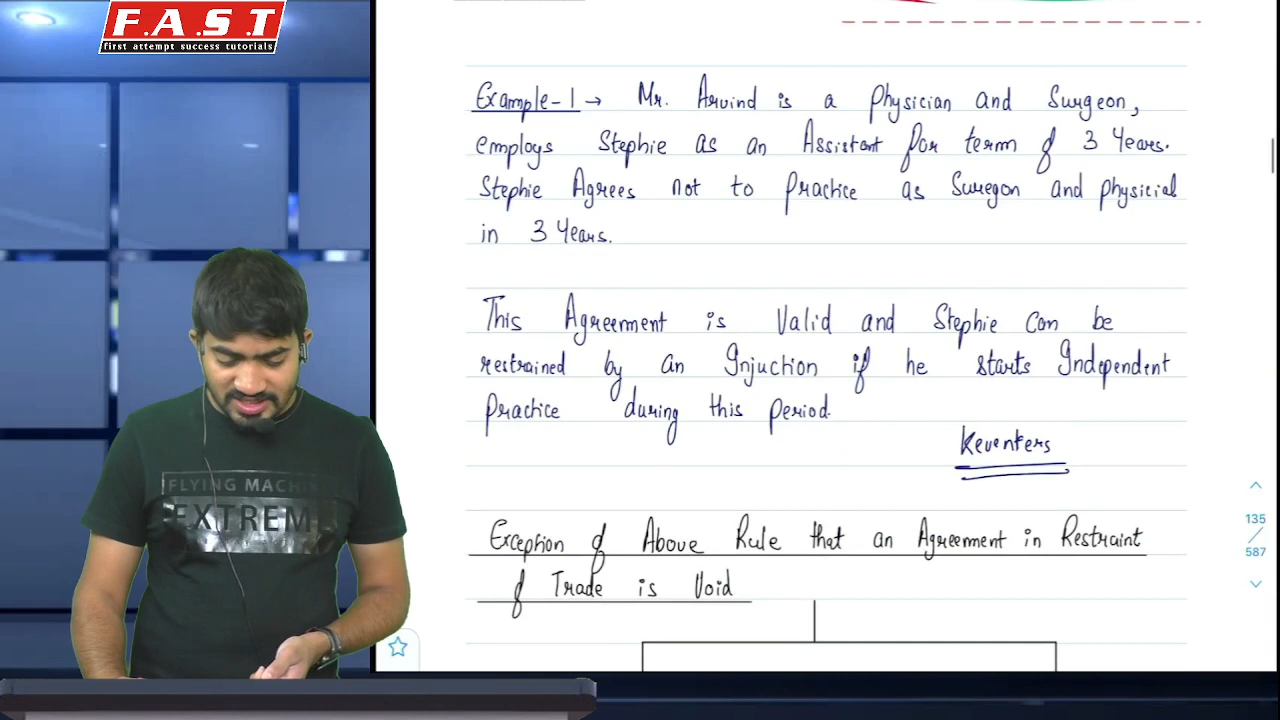 F.A.S.T
first attempt success tutorials
Example-1 → Mr. Arvind is a Physician and Surgeon,
employs Stephie as an Assistant for term of 3 Years.
Stephie Agrees not to Practice as Suregon and physicial
in 3 Years.
This Agreement is Valid and Stephie Can be
restrained by an Injuction if he starts Independent
Practice during this period.
Keventers
Exception of Above Rule that an Agreement in Restraint
of Trade is Void
135
/
587
FLYING MACHIN
EXTREM